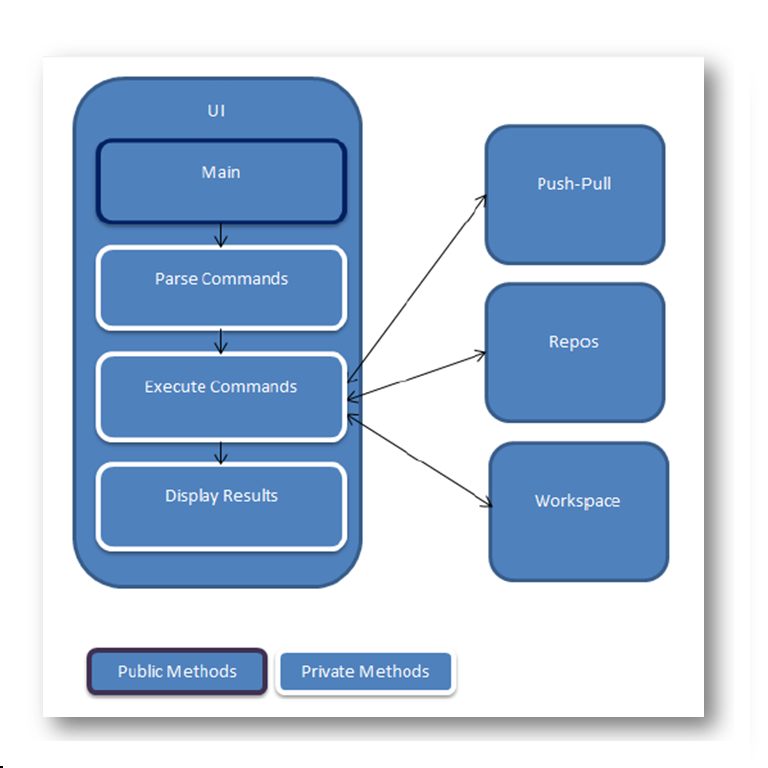 UI
Main
Parse Commands
Execute Commands
Display Results
Push-Pull
Repos
Workspace
Public Methods
Private Methods